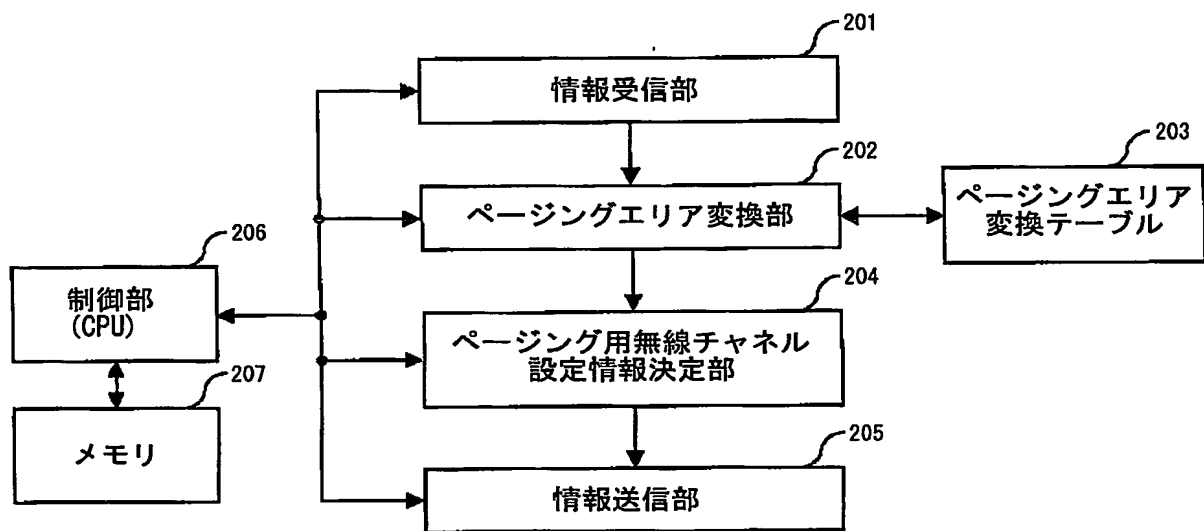 201
情報受信部
202
ページングエリア変換部
203
ページングエリア
変換テーブル
204
ページング用無線チャネル
設定情報決定部
205
情報送信部
206
制御部
(CPU)
207
メモリ